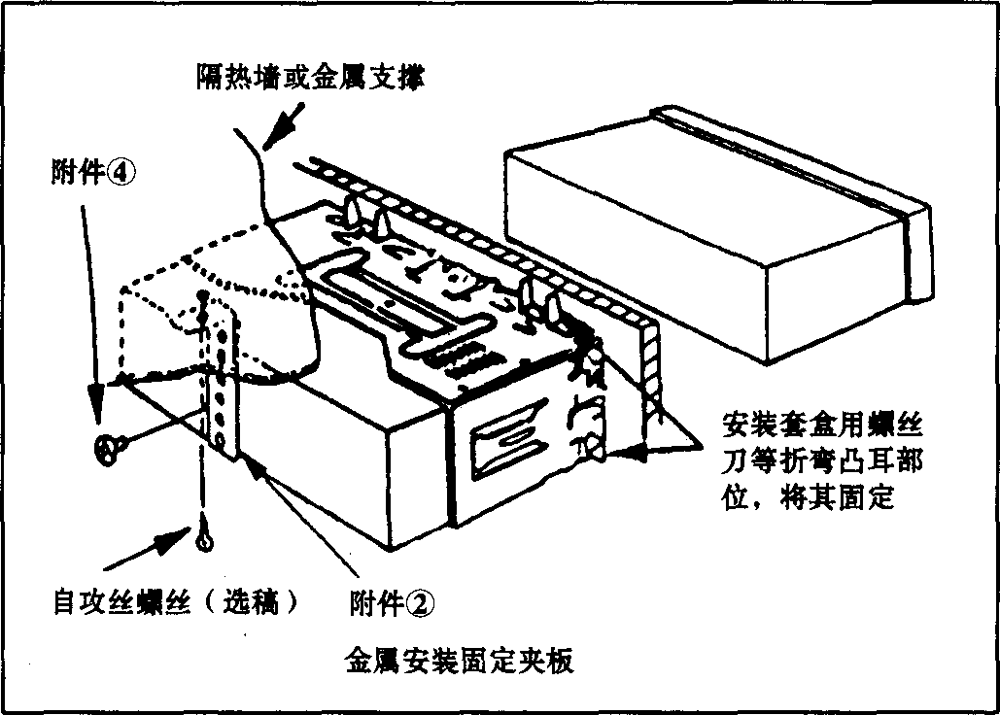 隔热墙或金属支撑
附件④
安装套盒用螺丝
刀等折弯凸耳部
位，将其固定
自攻丝螺丝（选稿）
附件②
金属安装固定夹板